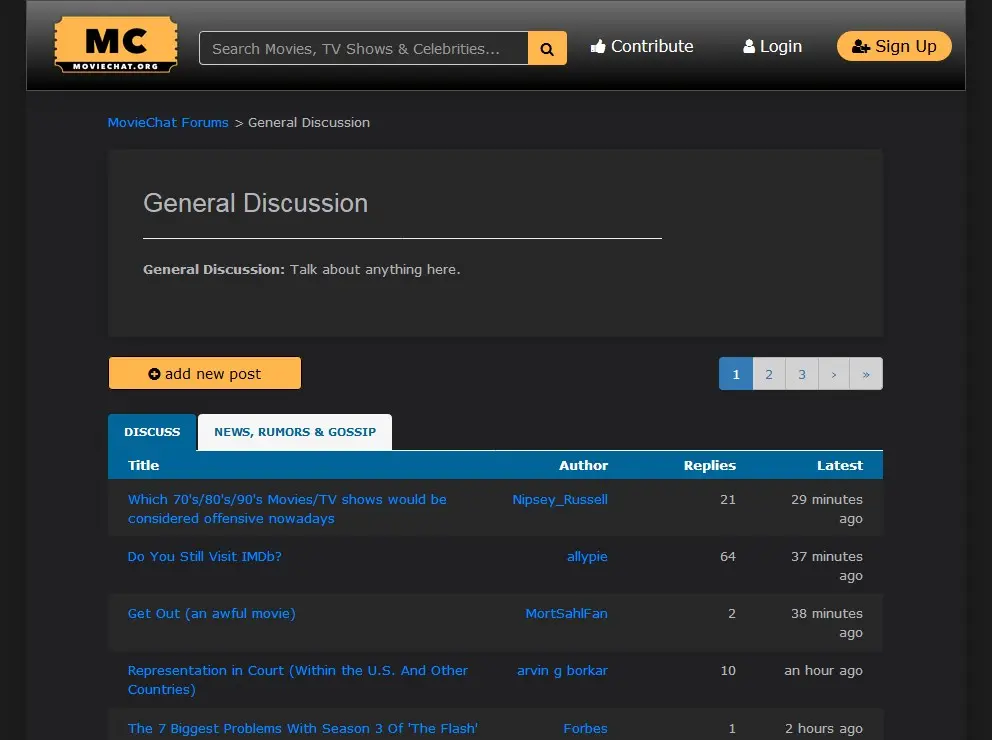 MC
MOVIECHAT.ORG
Search Movies, TV Shows & Celebrities...
Contribute
Login
Sign Up
MovieChat Forums > General Discussion
General Discussion
General Discussion: Talk about anything here.
add new post
1 2 3 › »
DISCUSS NEWS, RUMORS & GOSSIP
Title Author Replies Latest
Which 70's/80's/90's Movies/TV shows would be Nipsey_Russell 21 29 minutes
considered offensive nowadays ago
Do You Still Visit IMDb? allypie 64 37 minutes
ago
Get Out (an awful movie) MortSahlFan 2 38 minutes
ago
Representation in Court (Within the U.S. And Other arvin g borkar 10 an hour ago
Countries)
The 7 Biggest Problems With Season 3 Of 'The Flash' Forbes 1 2 hours ago